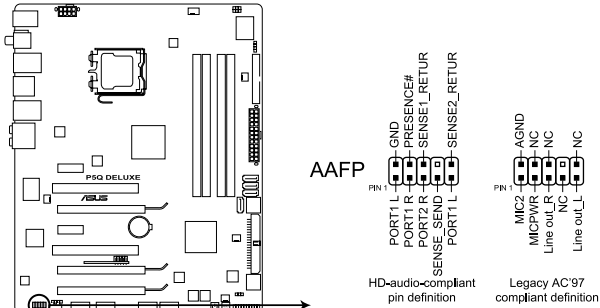 P5Q DELUXE
ASUS
AAFP
PIN 1
GND
PRESENCE#
SENSE1_RETUR
SENSE2_RETUR
PORT1 L
PORT1 R
PORT2 R
SENSE_SEND
PORT1 L
HD-audio-compliant
pin definition
PIN 1
AGND
NC
NC
NC
MIC2
MICPWR
Line out_R
NC
Line out_L
Legacy AC'97
compliant definition